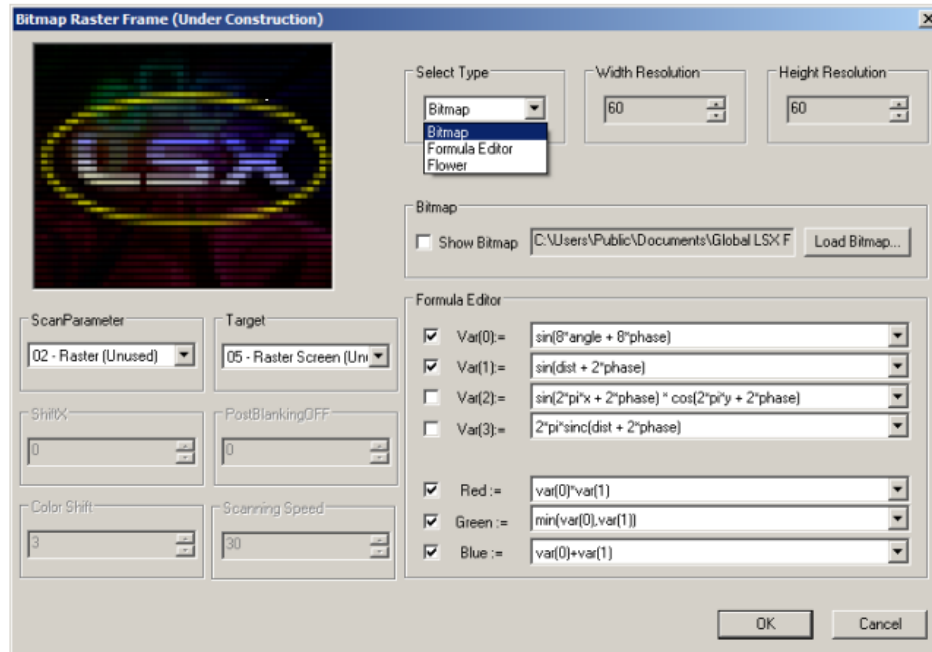 Bitmap Raster Frame (Under Construction)
LSX
Select Type
Bitmap
Bitmap
Formula Editor
Flower
Width Resolution
60
Height Resolution
60
Bitmap
Show Bitmap C:\Users\Public\Documents\Global LSX F Load Bitmap...
ScanParameter
02 - Raster (Unused)
Target
05 - Raster Screen (Un
ShiftX
0
PostBlankingOFF
0
Color Shift
3
Scanning Speed
30
Formula Editor
Var(0):= sin(8*angle + 8*phase)
Var(1):= sin(dist + 2*phase)
Var(2):= sin(2*pi*x + 2*phase) * cos(2*pi*y + 2*phase)
Var(3):= 2*pi*sinc(dist + 2*phase)
Red := var(0)*var(1)
Green := min(var(0),var(1))
Blue := var(0)+var(1)
OK Cancel